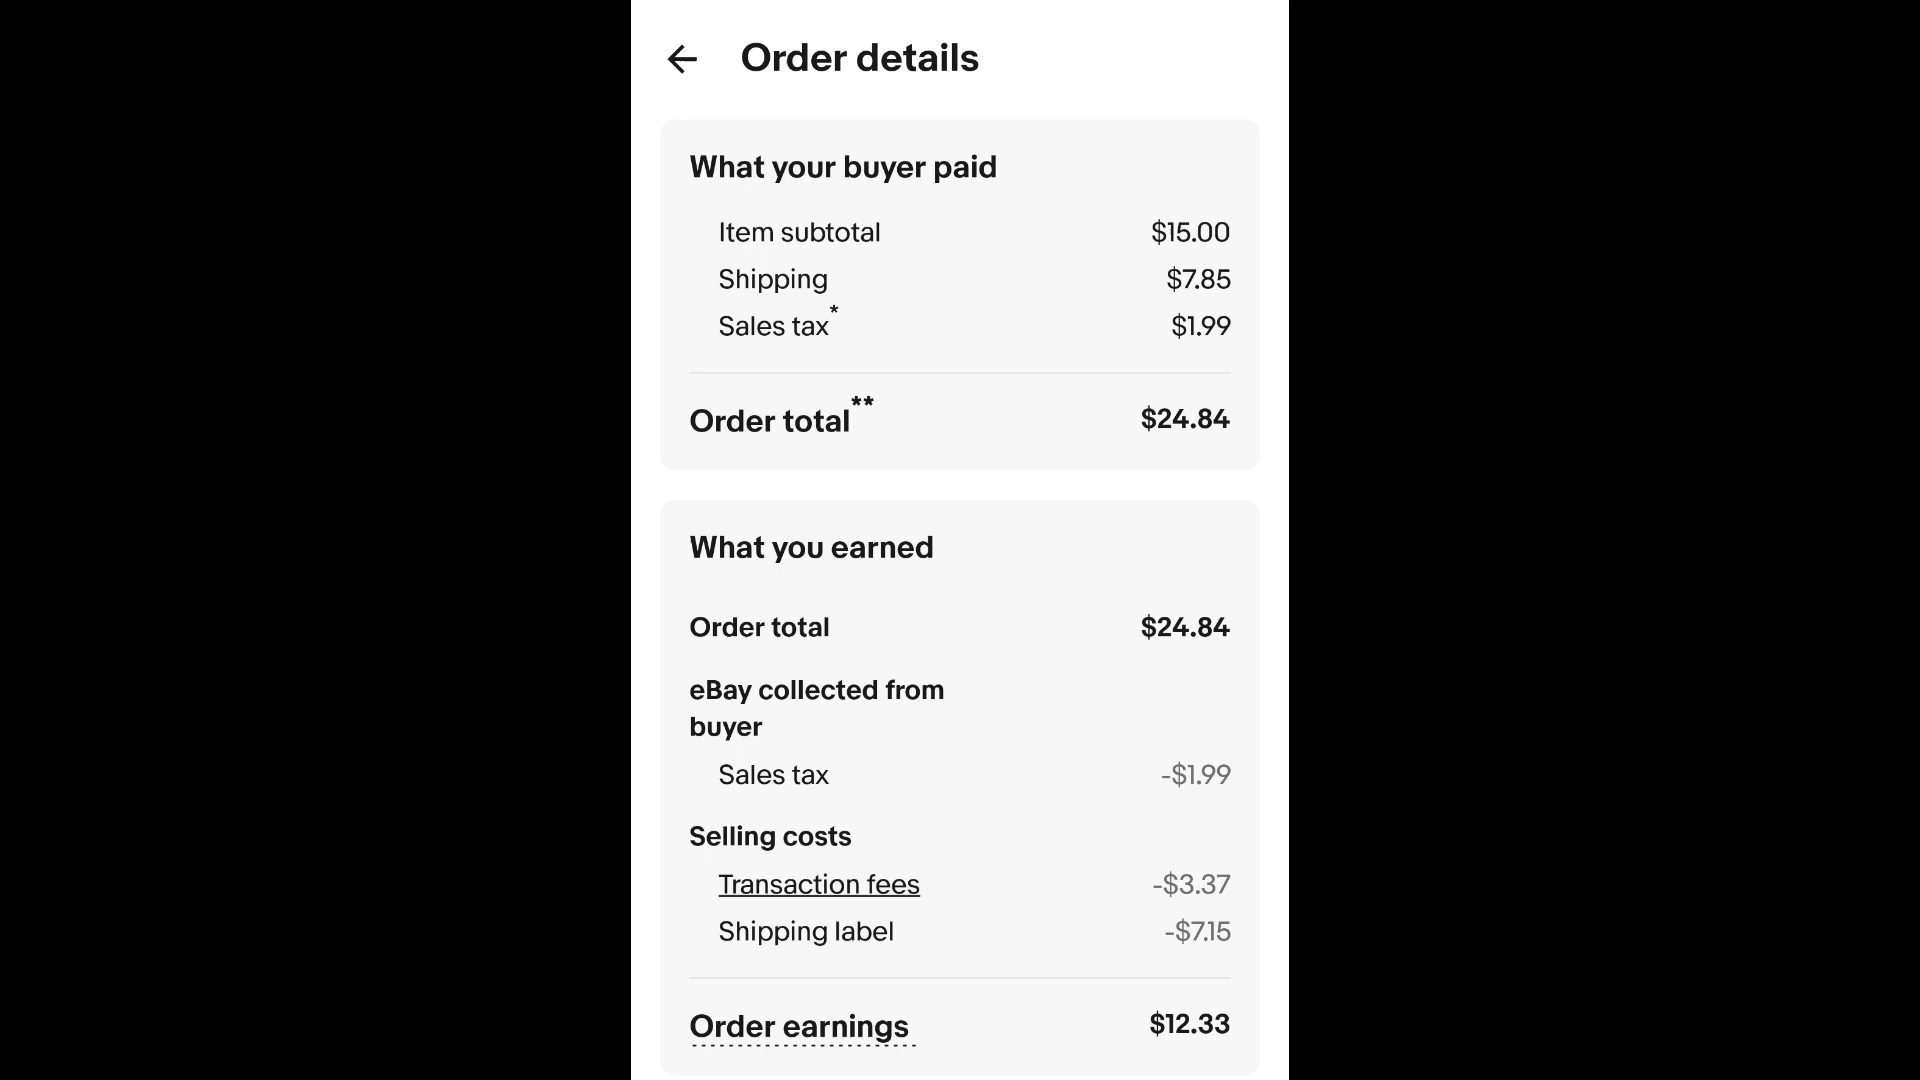 Order details
What your buyer paid
Item subtotal $15.00
Shipping $7.85
Sales tax* $1.99
Order total** $24.84
What you earned
Order total $24.84
eBay collected from
buyer
Sales tax -$1.99
Selling costs
Transaction fees -$3.37
Shipping label -$7.15
Order earnings $12.33